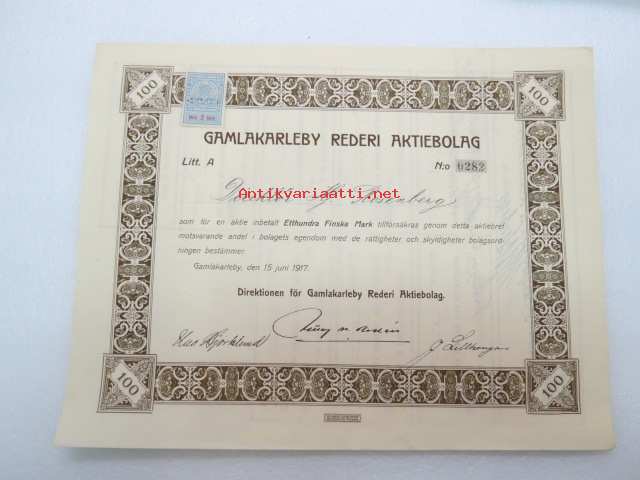 100
100
GAMLAKARLEBY REDERI AKTIEBOLAG
Litt. A
N:o 0282
Antikvariaatti.net
Rosenberg
som för en aktie inbetalt Etthundra Finska Mark tillförsäkras genom detta aktiebref
motsvarande andel i bolagets egendom med de rättigheter och skyldigheter bolagsord-
ningen bestämmer.
Gamlakarleby, den 15 juni 1917.
Direktionen för Gamlakarleby Rederi Aktiebolag.
Björklund
100
100